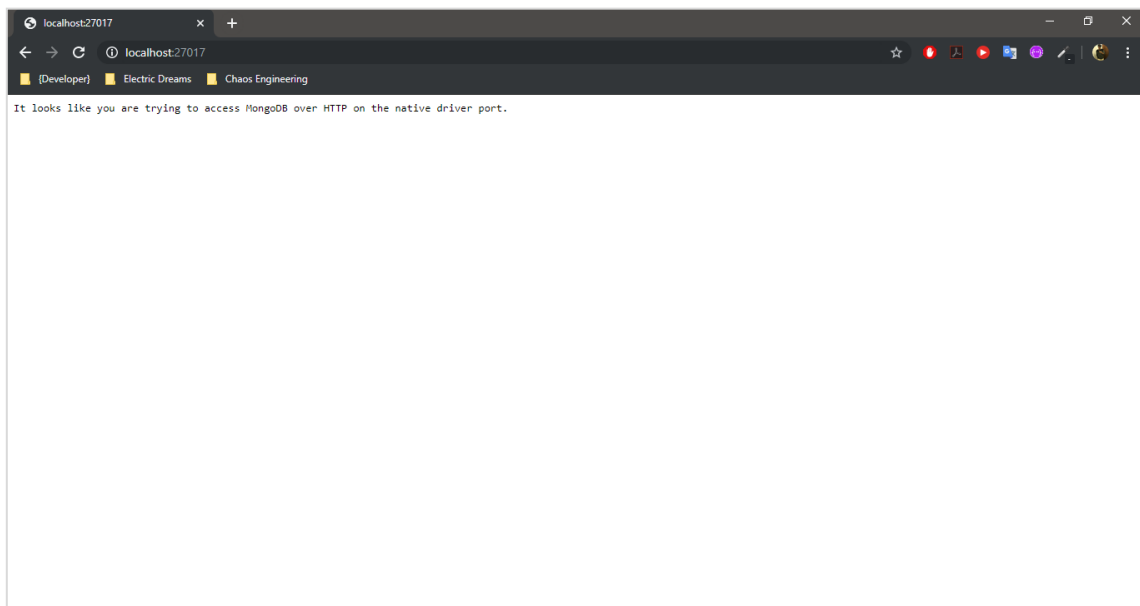 localhost:27017
localhost:27017
{Developer} Electric Dreams Chaos Engineering
It looks like you are trying to access MongoDB over HTTP on the native driver port.